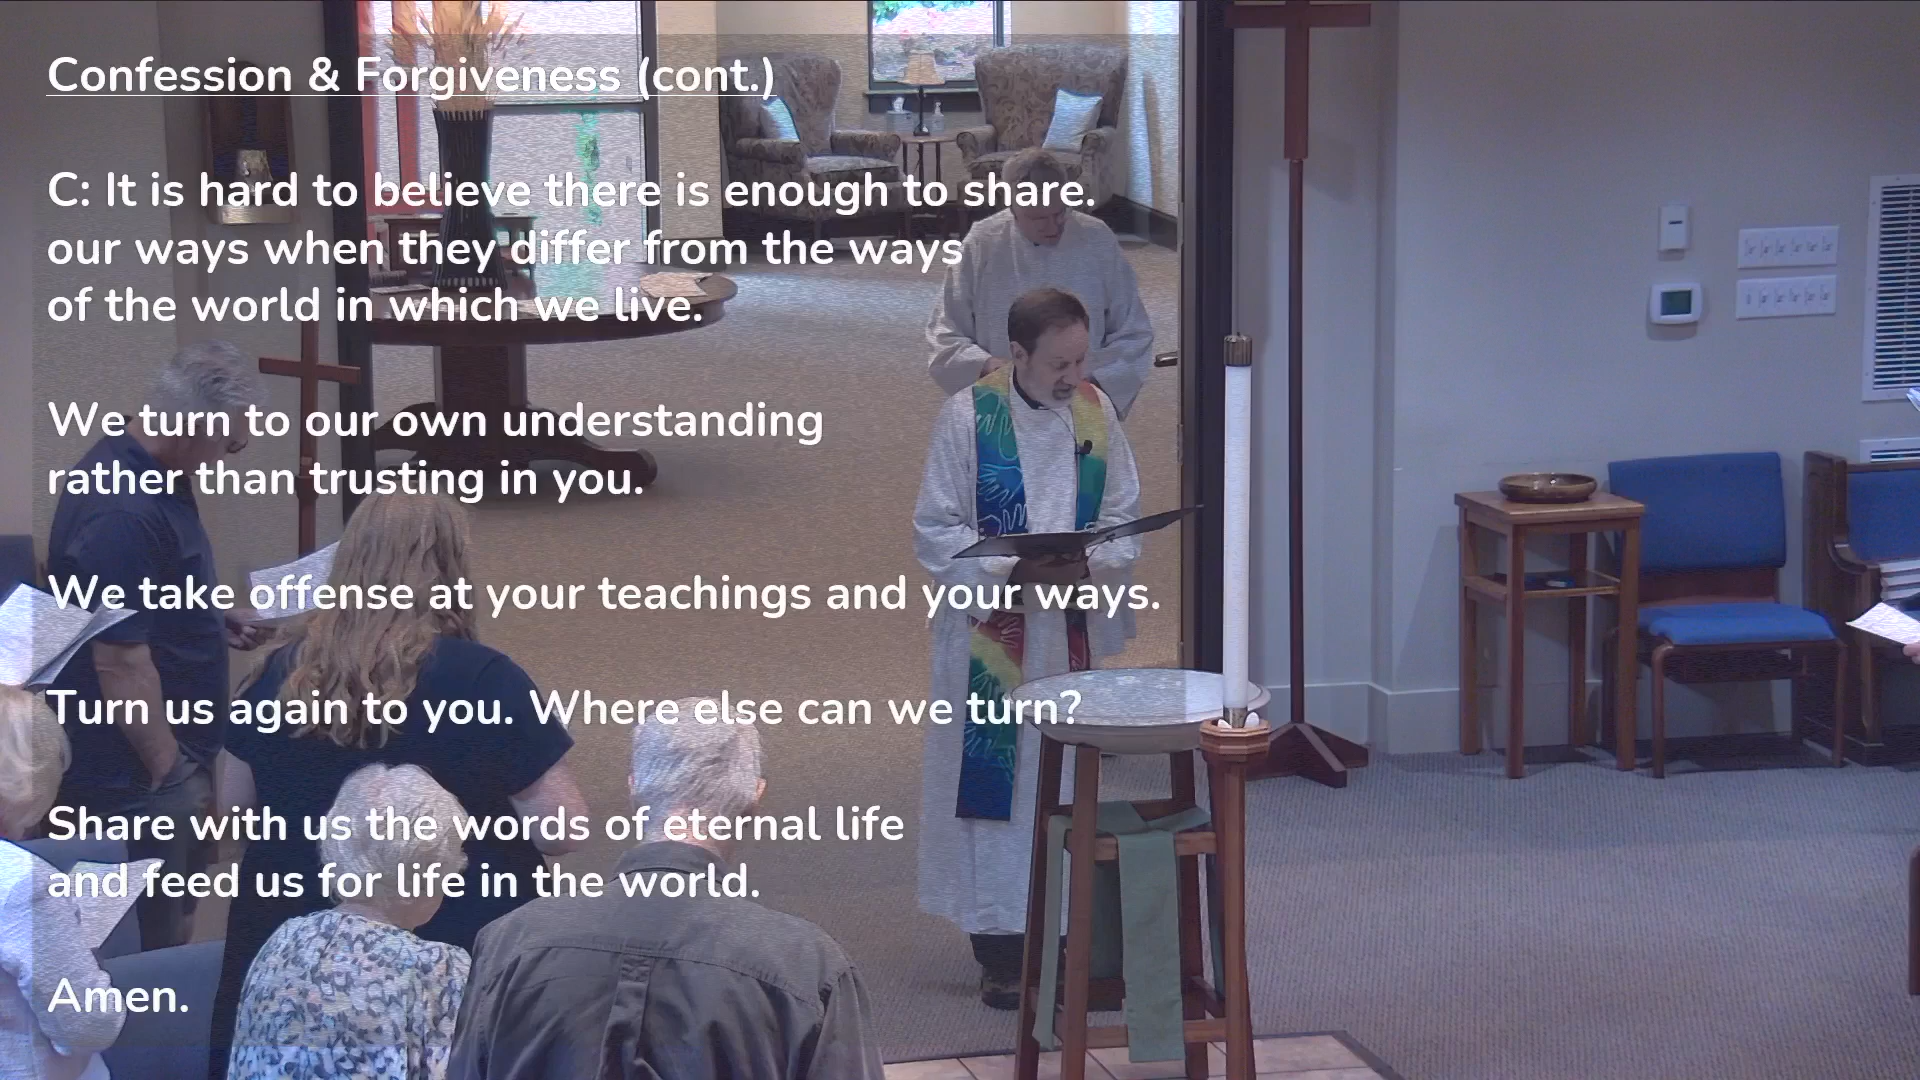 Confession & Forgiveness (cont.)
C: It is hard to believe there is enough to share.
our ways when they differ from the ways
of the world in which we live.
We turn to our own understanding
rather than trusting in you.
We take offense at your teachings and your ways.
Turn us again to you. Where else can we turn?
Share with us the words of eternal life
and feed us for life in the world.
Amen.